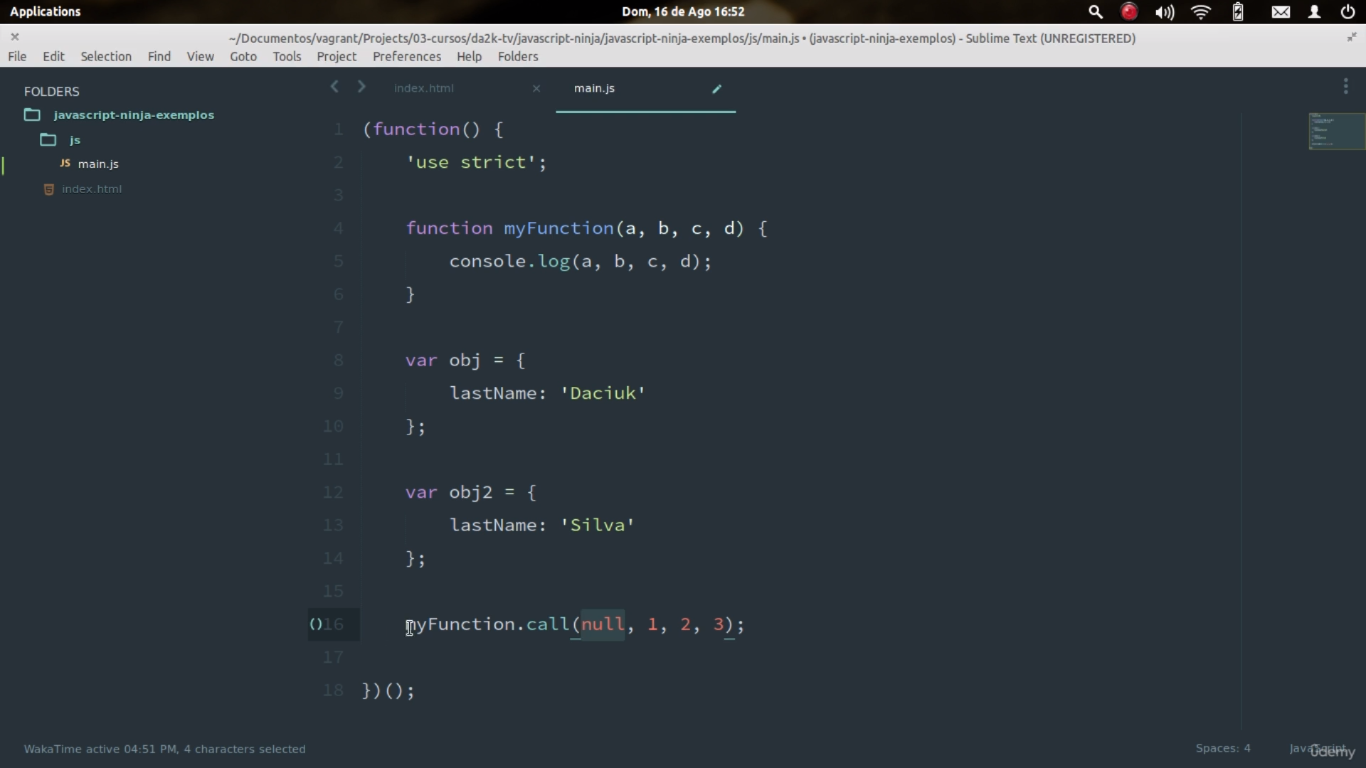 Applications
Dom, 16 de Ago 16:52
~/Documentos/vagrant/Projects/03-cursos/da2k-tv/javascript-ninja/javascript-ninja-exemplos/js/main.js • (javascript-ninja-exemplos) - Sublime Text (UNREGISTERED)
File Edit Selection Find View Goto Tools Project Preferences Help Folders
FOLDERS
javascript-ninja-exemplos
js
JS main.js
index.html
index.html
main.js
1 (function() {
2 'use strict';
3
4 function myFunction(a, b, c, d) {
5 console.log(a, b, c, d);
6 }
7
8 var obj = {
9 lastName: 'Daciuk'
10 };
11
12 var obj2 = {
13 lastName: 'Silva'
14 };
15
()16 myFunction.call(null, 1, 2, 3);
17
18 })();
WakaTime active 04:51 PM, 4 characters selected
Spaces: 4
JavaScript
ûdemy